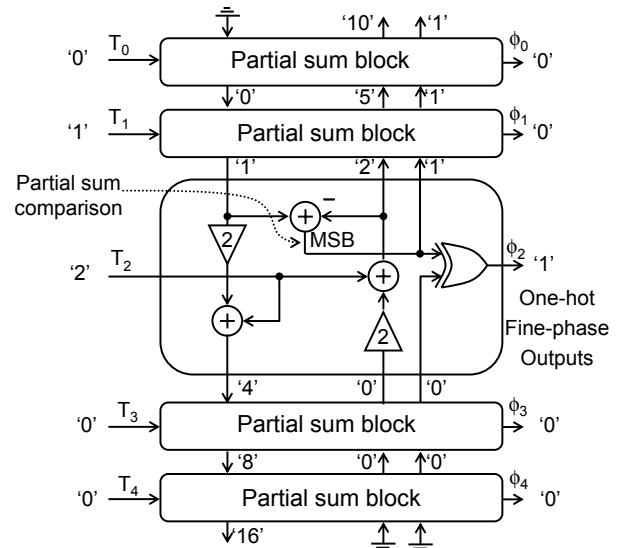 ‘10’ ‘1’
‘0’ T0 Partial sum block ϕ0 ‘0’
‘0’ ‘5’ ‘1’
‘1’ T1 Partial sum block ϕ1 ‘0’
‘1’ ‘2’ ‘1’
Partial sum
comparison
−
+
MSB
2
‘2’ T2 + ϕ2 ‘1’
+
2
One-hot
Fine-phase
Outputs
‘4’ ‘0’ ‘0’
‘0’ T3 Partial sum block ϕ3 ‘0’
‘8’ ‘0’ ‘0’
‘0’ T4 Partial sum block ϕ4 ‘0’
‘16’